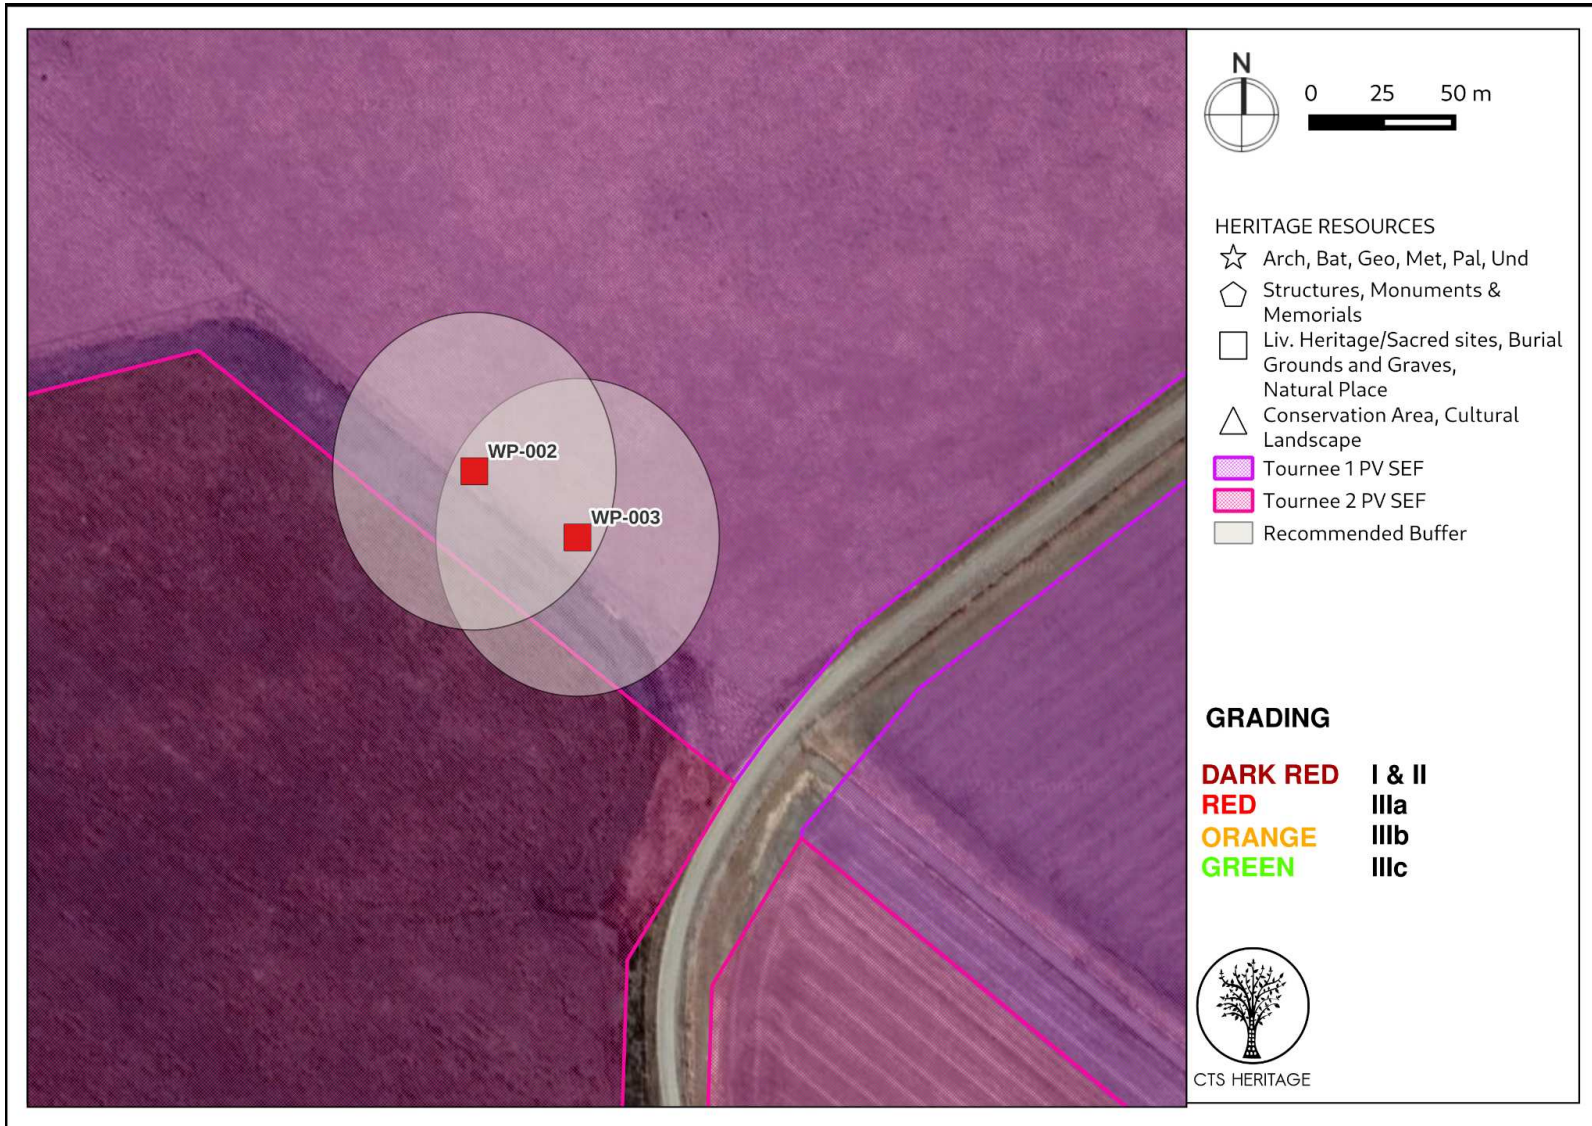 N
0 25 50 m
HERITAGE RESOURCES
Arch, Bat, Geo, Met, Pal, Und
Structures, Monuments &
Memorials
Liv. Heritage/Sacred sites, Burial
Grounds and Graves,
Natural Place
Conservation Area, Cultural
Landscape
Tournee 1 PV SEF
Tournee 2 PV SEF
Recommended Buffer
WP-002
WP-003
GRADING
DARK RED I & II
RED IIIa
ORANGE IIIb
GREEN IIIc
CTS HERITAGE